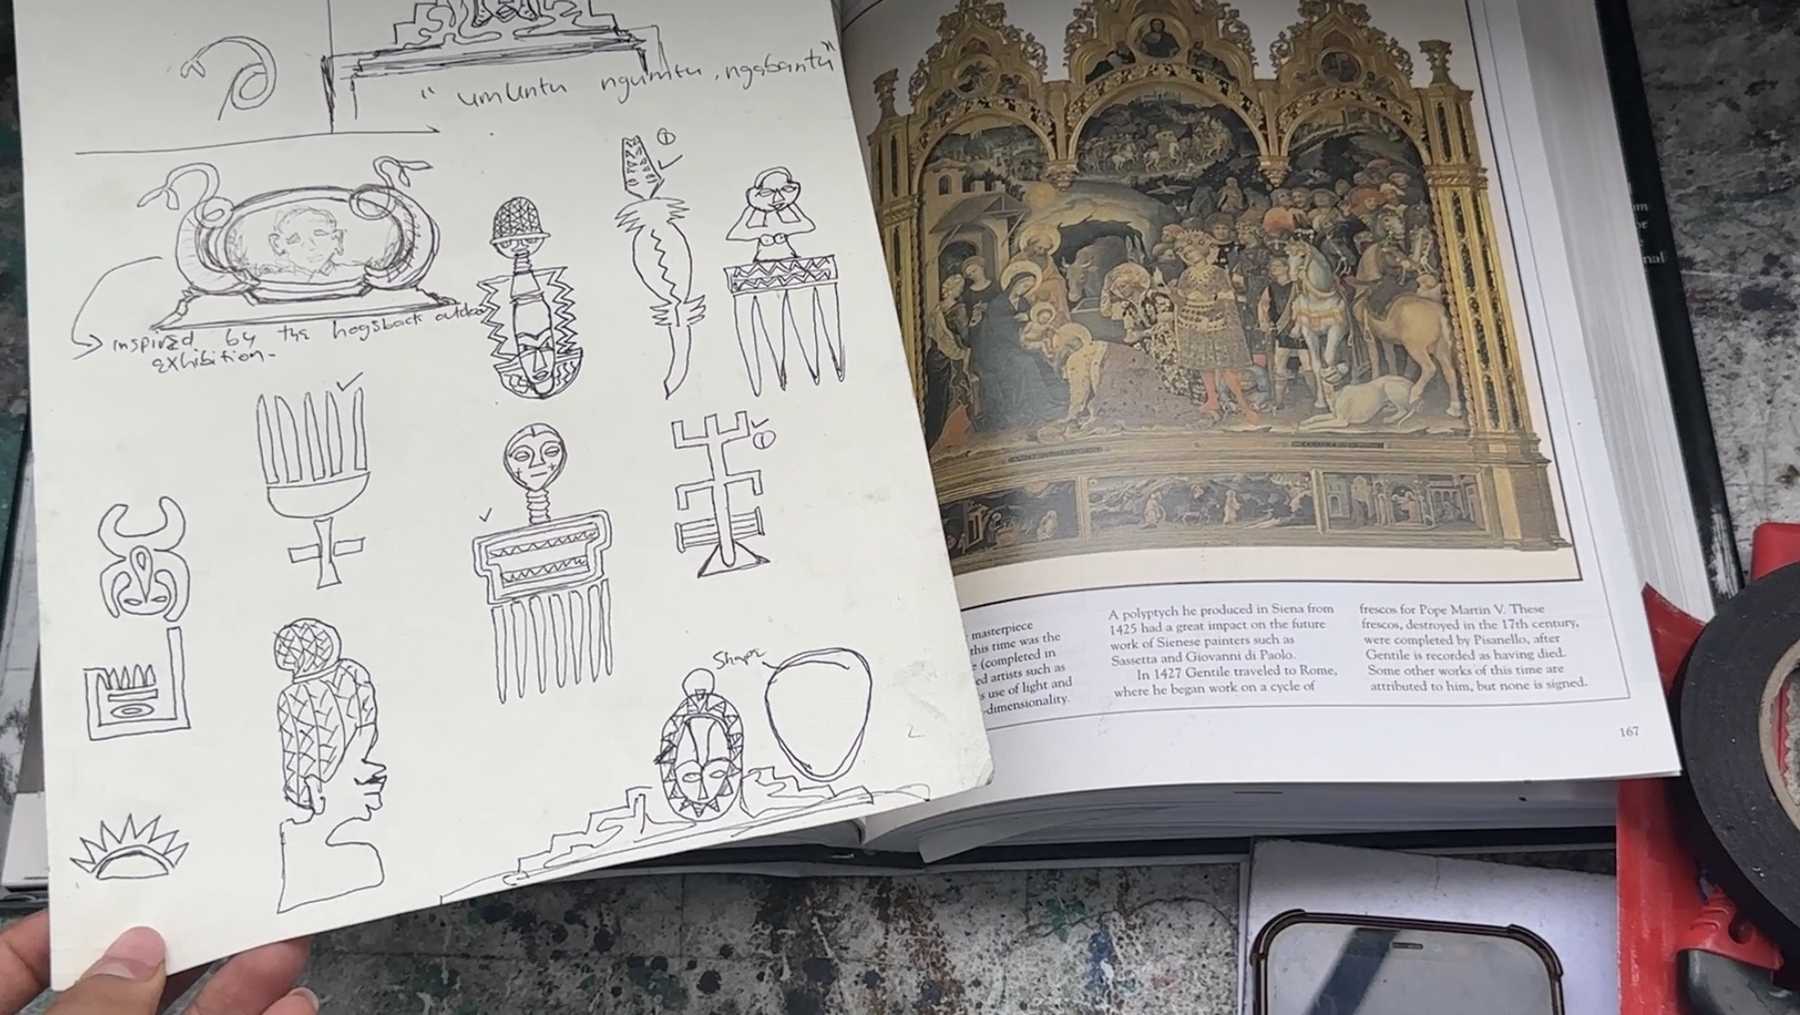 " umuntu ngumtu, ngabantu"
inspired by the hogsback outdoor
exhibition-
Shape
masterpiece
this time was the
(completed in
artists such as
use of light and
-dimensionality.
A polyptych he produced in Siena from
1425 had a great impact on the future
work of Sienese painters such as
Sassetta and Giovanni di Paolo.
In 1427 Gentile traveled to Rome,
where he began work on a cycle of
frescos for Pope Martin V. These
frescos, destroyed in the 17th century,
were completed by Pisanello, after
Gentile is recorded as having died.
Some other works of this time are
attributed to him, but none is signed.
167